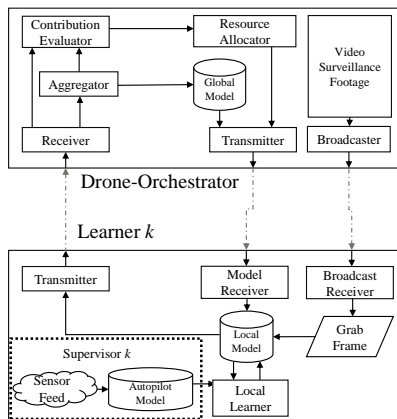 Contribution
Evaluator
Resource
Allocator
Video
Surveillance
Footage
Aggregator
Global
Model
Receiver
Transmitter
Broadcaster
Drone-Orchestrator
Learner k
Transmitter
Model
Receiver
Broadcast
Receiver
Local
Model
Grab
Frame
Supervisor k
Sensor
Feed
Autopilot
Model
Local
Learner